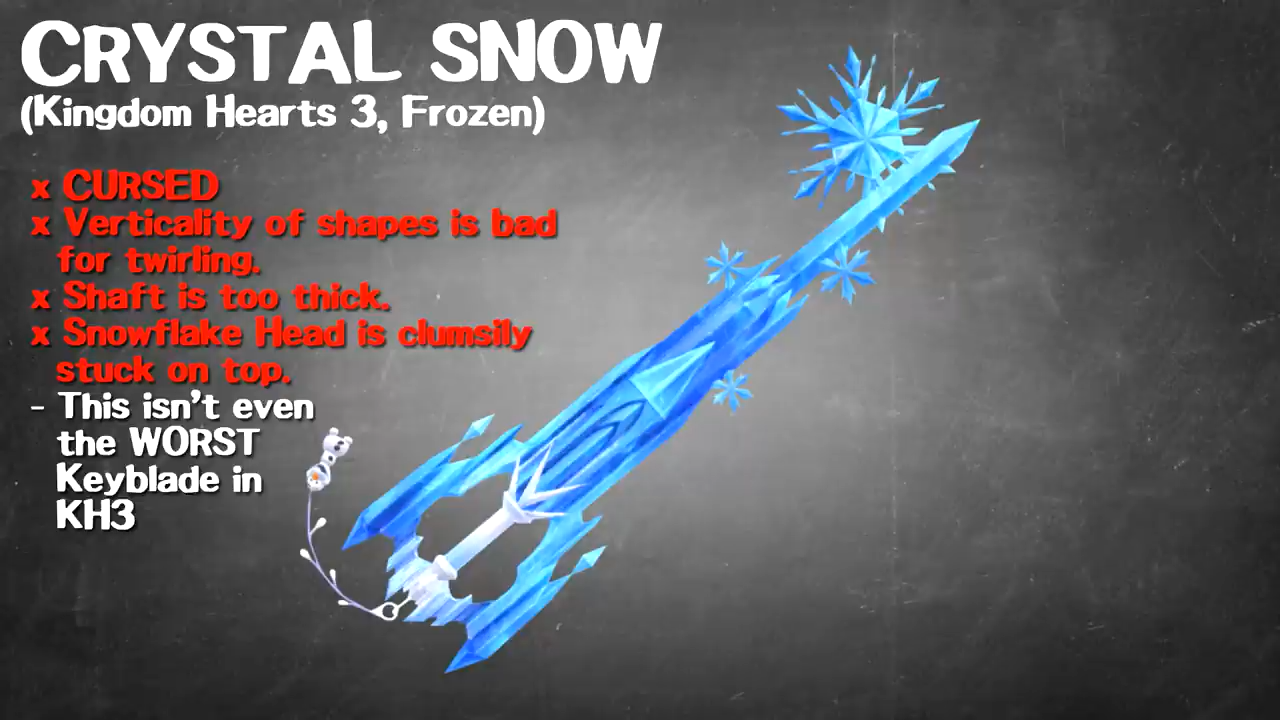 CRYSTAL SNOW
(Kingdom Hearts 3, Frozen)
x CURSED
x Verticality of shapes is bad
for twirling.
x Shaft is too thick.
x Snowflake Head is clumsily
stuck on top.
- This isn't even
the WORST
Keyblade in
KH3